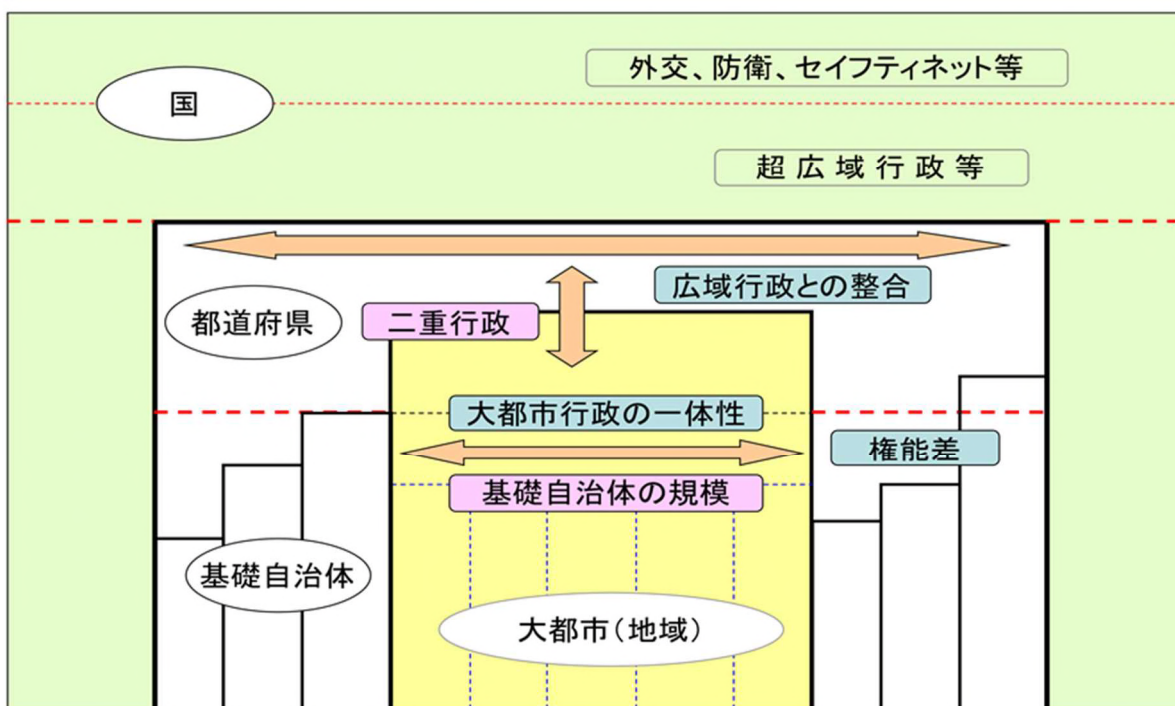 外交、防衛、セイフティネット等
国
超広域行政等
広域行政との整合
都道府県
二重行政
大都市行政の一体性
権能差
基礎自治体の規模
基礎自治体
大都市(地域)